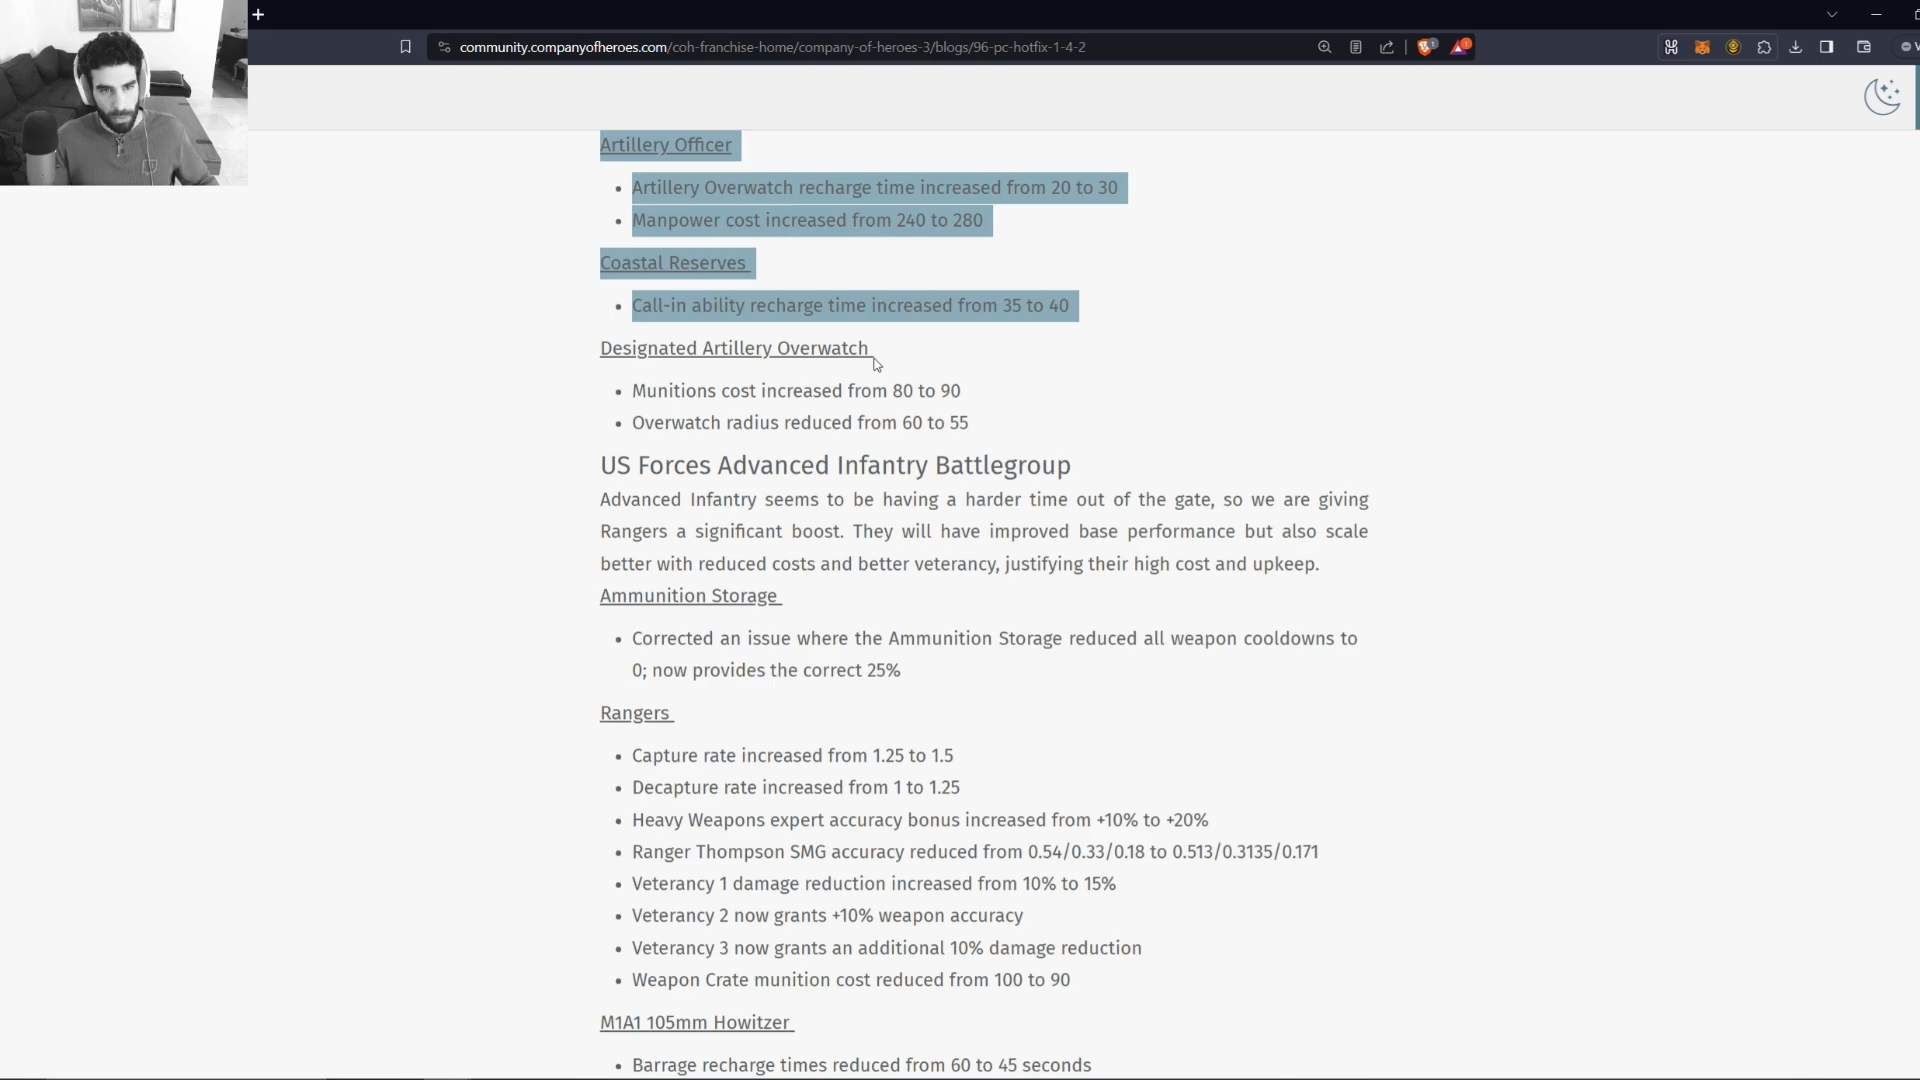 community.companyofheroes.com/coh-franchise-home/company-of-heroes-3/blogs/96-pc-hotfix-1-4-2
Artillery Officer
• Artillery Overwatch recharge time increased from 20 to 30
• Manpower cost increased from 240 to 280
Coastal Reserves
• Call-in ability recharge time increased from 35 to 40
Designated Artillery Overwatch
• Munitions cost increased from 80 to 90
• Overwatch radius reduced from 60 to 55
US Forces Advanced Infantry Battlegroup
Advanced Infantry seems to be having a harder time out of the gate, so we are giving
Rangers a significant boost. They will have improved base performance but also scale
better with reduced costs and better veterancy, justifying their high cost and upkeep.
Ammunition Storage
• Corrected an issue where the Ammunition Storage reduced all weapon cooldowns to
0; now provides the correct 25%
Rangers
• Capture rate increased from 1.25 to 1.5
• Decapture rate increased from 1 to 1.25
• Heavy Weapons expert accuracy bonus increased from +10% to +20%
• Ranger Thompson SMG accuracy reduced from 0.54/0.33/0.18 to 0.513/0.3135/0.171
• Veterancy 1 damage reduction increased from 10% to 15%
• Veterancy 2 now grants +10% weapon accuracy
• Veterancy 3 now grants an additional 10% damage reduction
• Weapon Crate munition cost reduced from 100 to 90
M1A1 105mm Howitzer
• Barrage recharge times reduced from 60 to 45 seconds